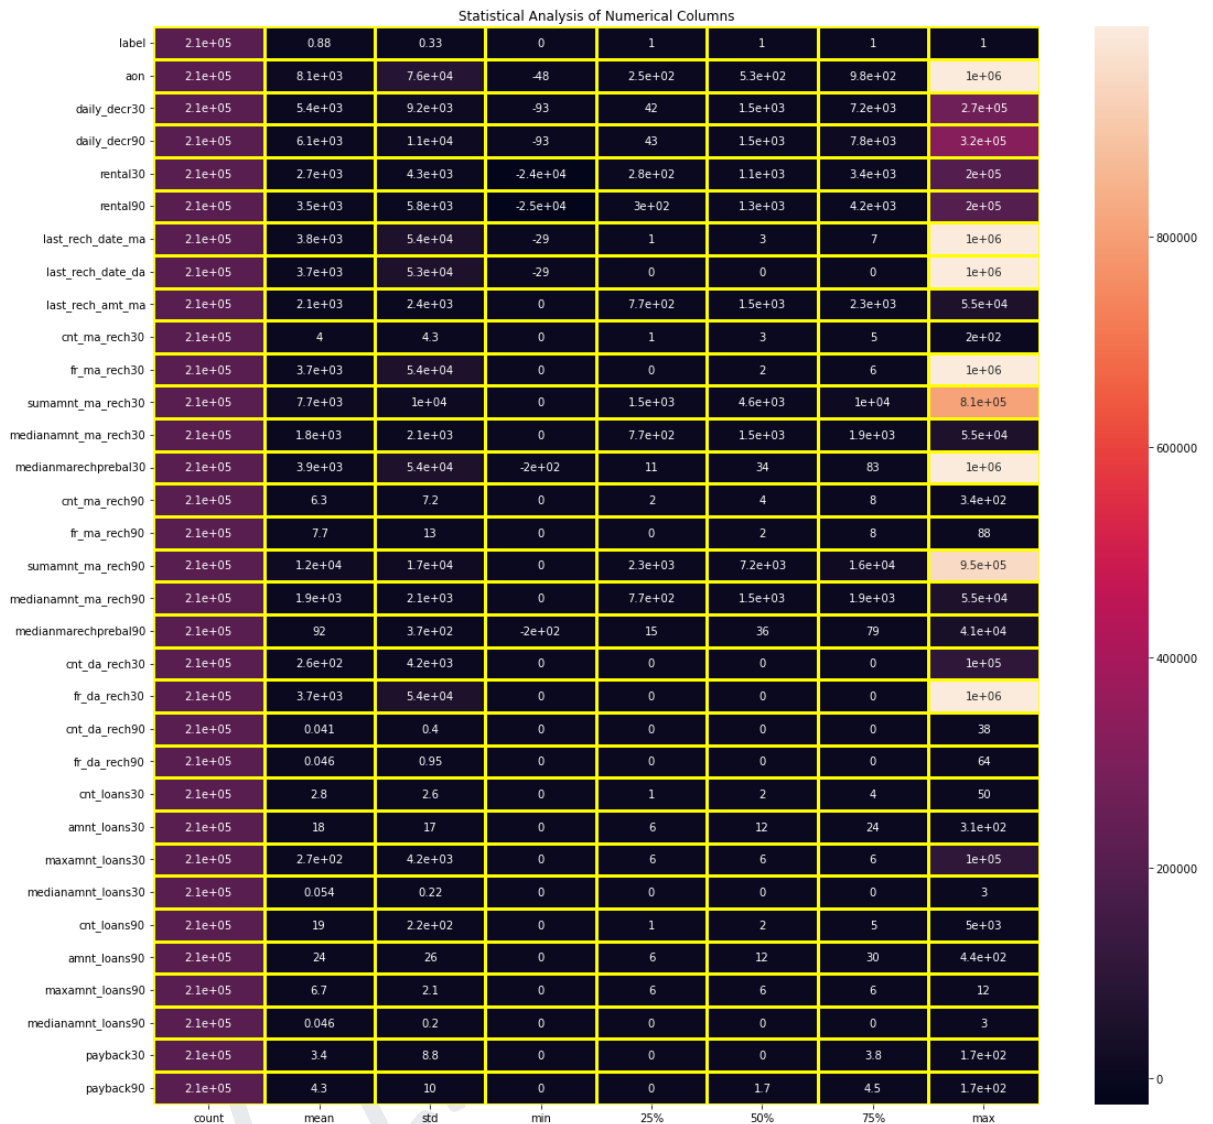 Statistical Analysis of Numerical Columns
label 2.1e+05 0.88 0.33 0 1 1 1 1
aon 2.1e+05 8.1e+03 7.6e+04 -48 2.5e+02 5.3e+02 9.8e+02 1e+06
daily_decr30 2.1e+05 5.4e+03 9.2e+03 -93 42 1.5e+03 7.2e+03 2.7e+05
daily_decr90 2.1e+05 6.1e+03 1.1e+04 -93 43 1.5e+03 7.8e+03 3.2e+05
rental30 2.1e+05 2.7e+03 4.3e+03 -2.4e+04 2.8e+02 1.1e+03 3.4e+03 2e+05
rental90 2.1e+05 3.5e+03 5.8e+03 -2.5e+04 3e+02 1.3e+03 4.2e+03 2e+05
last_rech_date_ma 2.1e+05 3.8e+03 5.4e+04 -29 1 3 7 1e+06
800000
last_rech_date_da 2.1e+05 3.7e+03 5.3e+04 -29 0 0 0 1e+06
last_rech_amt_ma 2.1e+05 2.1e+03 2.4e+03 0 7.7e+02 1.5e+03 2.3e+03 5.5e+04
cnt_ma_rech30 2.1e+05 4 4.3 0 1 3 5 2e+02
fr_ma_rech30 2.1e+05 3.7e+03 5.4e+04 0 0 2 6 1e+06
sumamnt_ma_rech30 2.1e+05 7.7e+03 1e+04 0 1.5e+03 4.6e+03 1e+04 8.1e+05
medianamnt_ma_rech30 2.1e+05 1.8e+03 2.1e+03 0 7.7e+02 1.5e+03 1.9e+03 5.5e+04
600000
medianmarechprebal30 2.1e+05 3.9e+03 5.4e+04 -2e+02 11 34 83 1e+06
cnt_ma_rech90 2.1e+05 6.3 7.2 0 2 4 8 3.4e+02
fr_ma_rech90 2.1e+05 7.7 13 0 0 2 8 88
sumamnt_ma_rech90 2.1e+05 1.2e+04 1.7e+04 0 2.3e+03 7.2e+03 1.6e+04 9.5e+05
medianamnt_ma_rech90 2.1e+05 1.9e+03 2.1e+03 0 7.7e+02 1.5e+03 1.9e+03 5.5e+04
medianmarechprebal90 2.1e+05 92 3.7e+02 -2e+02 15 36 79 4.1e+04
400000
cnt_da_rech30 2.1e+05 2.6e+02 4.2e+03 0 0 0 0 1e+05
fr_da_rech30 2.1e+05 3.7e+03 5.4e+04 0 0 0 0 1e+06
cnt_da_rech90 2.1e+05 0.041 0.4 0 0 0 0 38
fr_da_rech90 2.1e+05 0.046 0.95 0 0 0 0 64
cnt_loans30 2.1e+05 2.8 2.6 0 1 2 4 50
amnt_loans30 2.1e+05 18 17 0 6 12 24 3.1e+02
maxamnt_loans30 2.1e+05 2.7e+02 4.2e+03 0 6 6 6 1e+05
200000
medianamnt_loans30 2.1e+05 0.054 0.22 0 0 0 0 3
cnt_loans90 2.1e+05 19 2.2e+02 0 1 2 5 5e+03
amnt_loans90 2.1e+05 24 26 0 6 12 30 4.4e+02
maxamnt_loans90 2.1e+05 6.7 2.1 0 6 6 6 12
medianamnt_loans90 2.1e+05 0.046 0.2 0 0 0 0 3
payback30 2.1e+05 3.4 8.8 0 0 0 3.8 1.7e+02
0
payback90 2.1e+05 4.3 10 0 0 1.7 4.5 1.7e+02
count mean std min 25% 50% 75% max